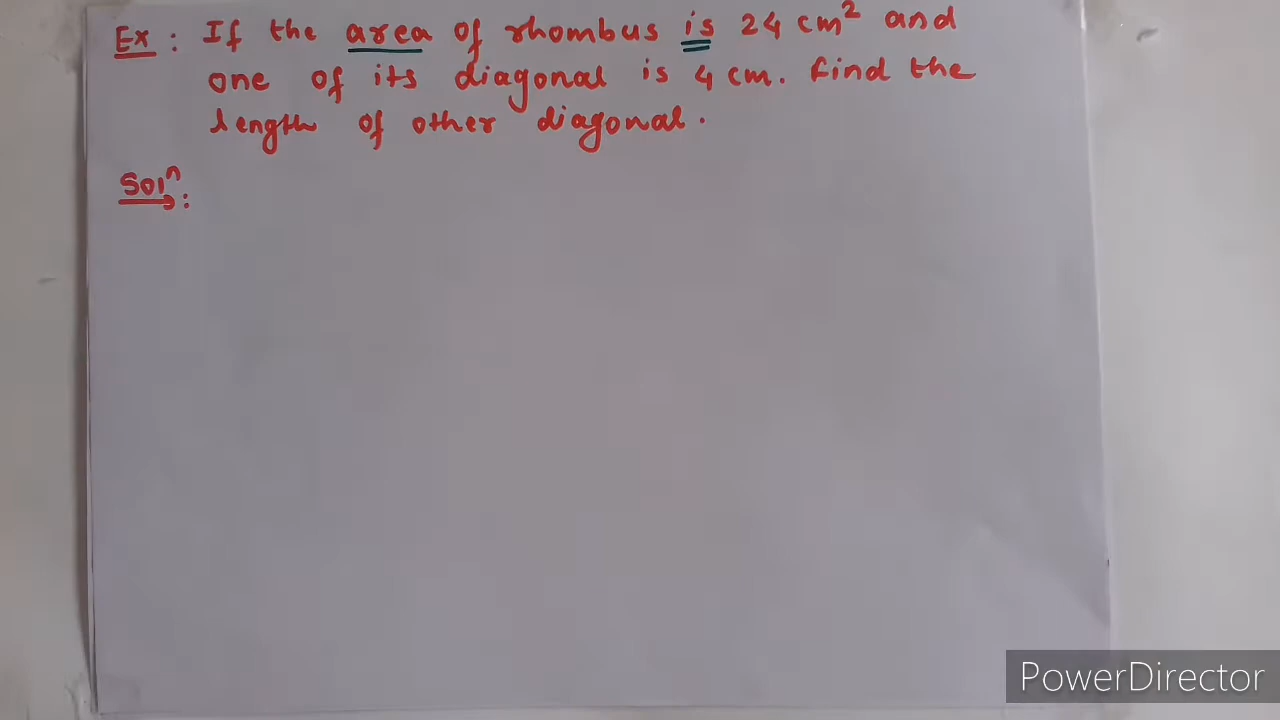 Ex : If the area of rhombus is 24 cm² and
one of its diagonal is 4 cm. Find the
length of other diagonal.
Solⁿ:
PowerDirector